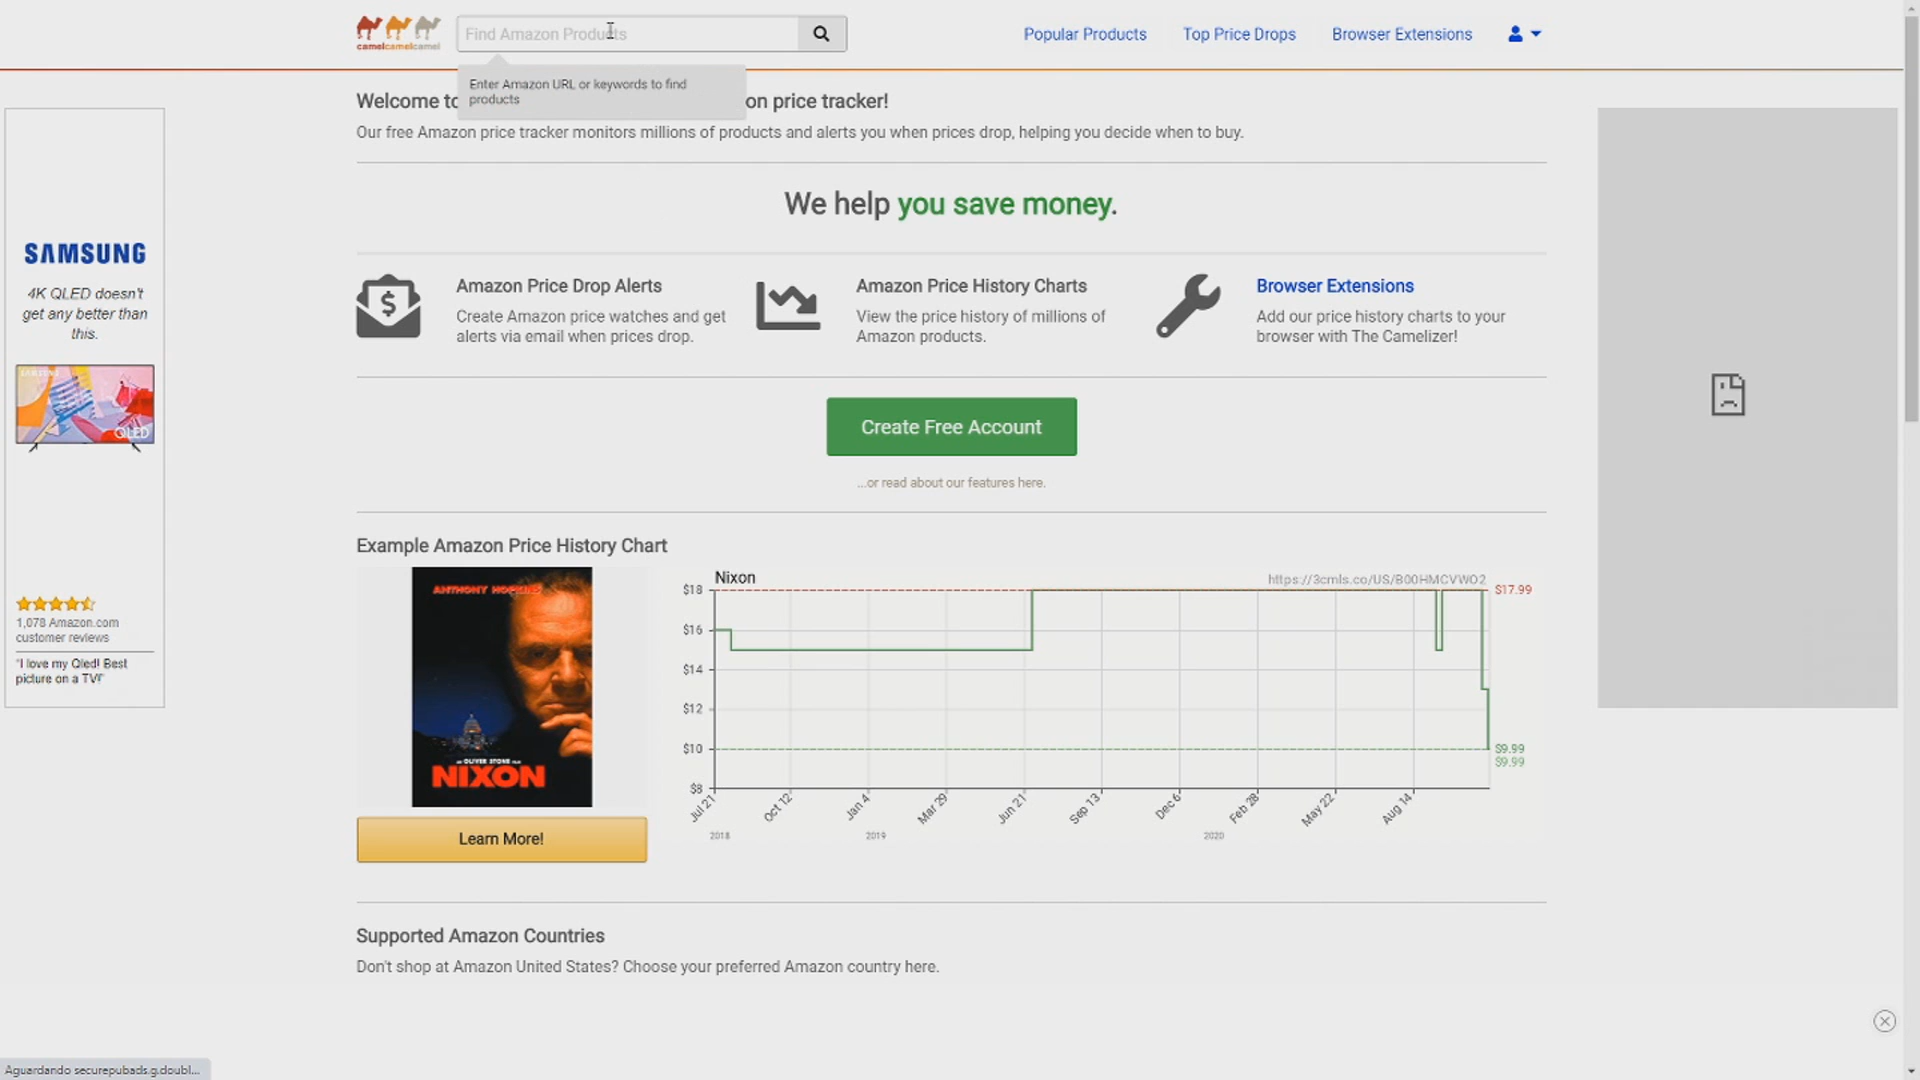 camelcamelcamel
Find Amazon Products
Popular Products
Top Price Drops
Browser Extensions
Enter Amazon URL or keywords to find
products
Welcome to
on price tracker!
Our free Amazon price tracker monitors millions of products and alerts you when prices drop, helping you decide when to buy.
We help you save money.
Amazon Price Drop Alerts
Create Amazon price watches and get
alerts via email when prices drop.
Amazon Price History Charts
View the price history of millions of
Amazon products.
Browser Extensions
Add our price history charts to your
browser with The Camelizer!
Create Free Account
...or read about our features here.
SAMSUNG
4K QLED doesn't
get any better than
this.
SAMSUNG
QLED
1,078 Amazon.com
customer reviews
"I love my Qled! Best
picture on a TV!"
Example Amazon Price History Chart
ANTHONY HOPKINS
AN OLIVER STONE FILM
NIXON
Learn More!
Nixon
https://3cmls.co/US/B00HMCVWO2
$18
$16
$14
$12
$10
$8
$17.99
$9.99
$9.99
Jul 21
Oct 12
Jan 4
Mar 29
Jun 21
Sep 13
Dec 6
Feb 28
May 22
Aug 14
2018
2019
2020
Supported Amazon Countries
Don't shop at Amazon United States? Choose your preferred Amazon country here.
Aguardando securepubads.g.doubl...